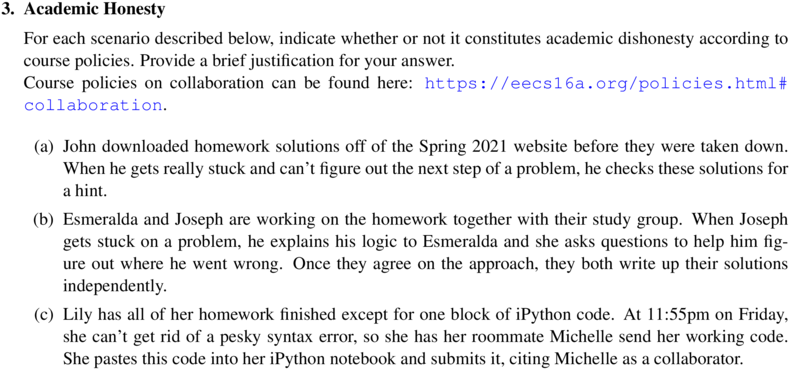 3. Academic Honesty
For each scenario described below, indicate whether or not it constitutes academic dishonesty according to
course policies. Provide a brief justification for your answer.
Course policies on collaboration can be found here: https://eecs16a.org/policies.html#
collaboration.
(a) John downloaded homework solutions off of the Spring 2021 website before they were taken down.
When he gets really stuck and can't figure out the next step of a problem, he checks these solutions for
a hint.
(b) Esmeralda and Joseph are working on the homework together with their study group. When Joseph
gets stuck on a problem, he explains his logic to Esmeralda and she asks questions to help him fig-
ure out where he went wrong. Once they agree on the approach, they both write up their solutions
independently.
(c) Lily has all of her homework finished except for one block of iPython code. At 11:55pm on Friday,
she can't get rid of a pesky syntax error, so she has her roommate Michelle send her working code.
She pastes this code into her iPython notebook and submits it, citing Michelle as a collaborator.